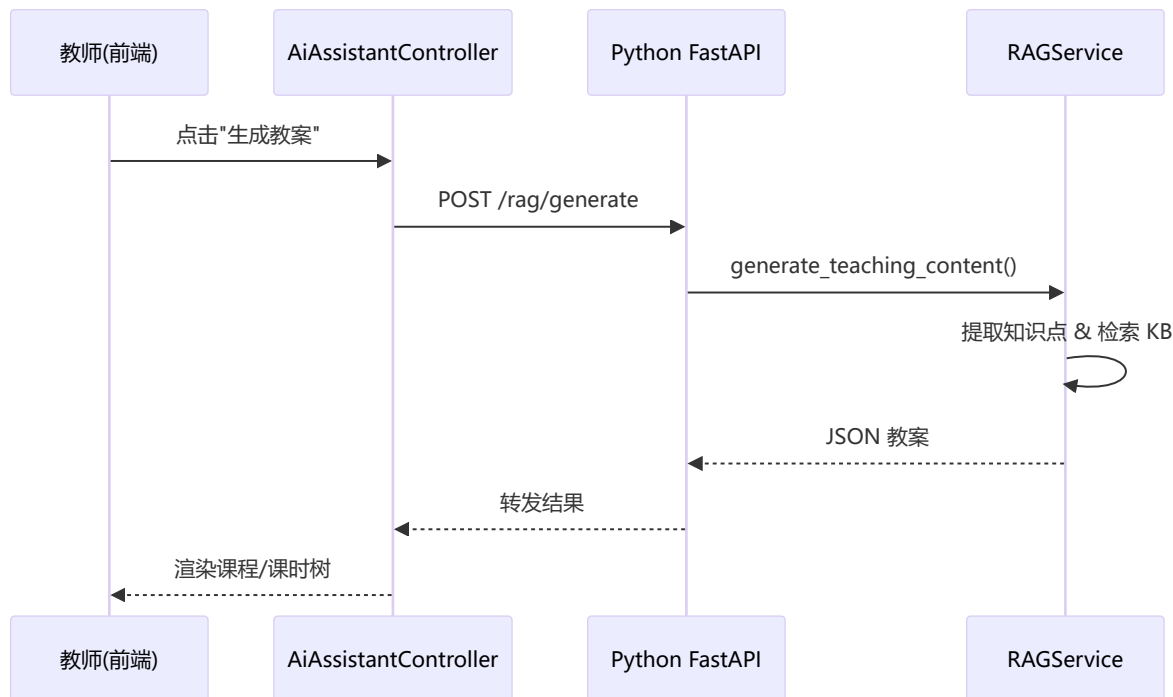 教师(前端)
AiAssistantController
Python FastAPI
RAGService
点击"生成教案"
POST /rag/generate
generate_teaching_content()
提取知识点 & 检索 KB
JSON 教案
转发结果
渲染课程/课时树
教师(前端)
AiAssistantController
Python FastAPI
RAGService